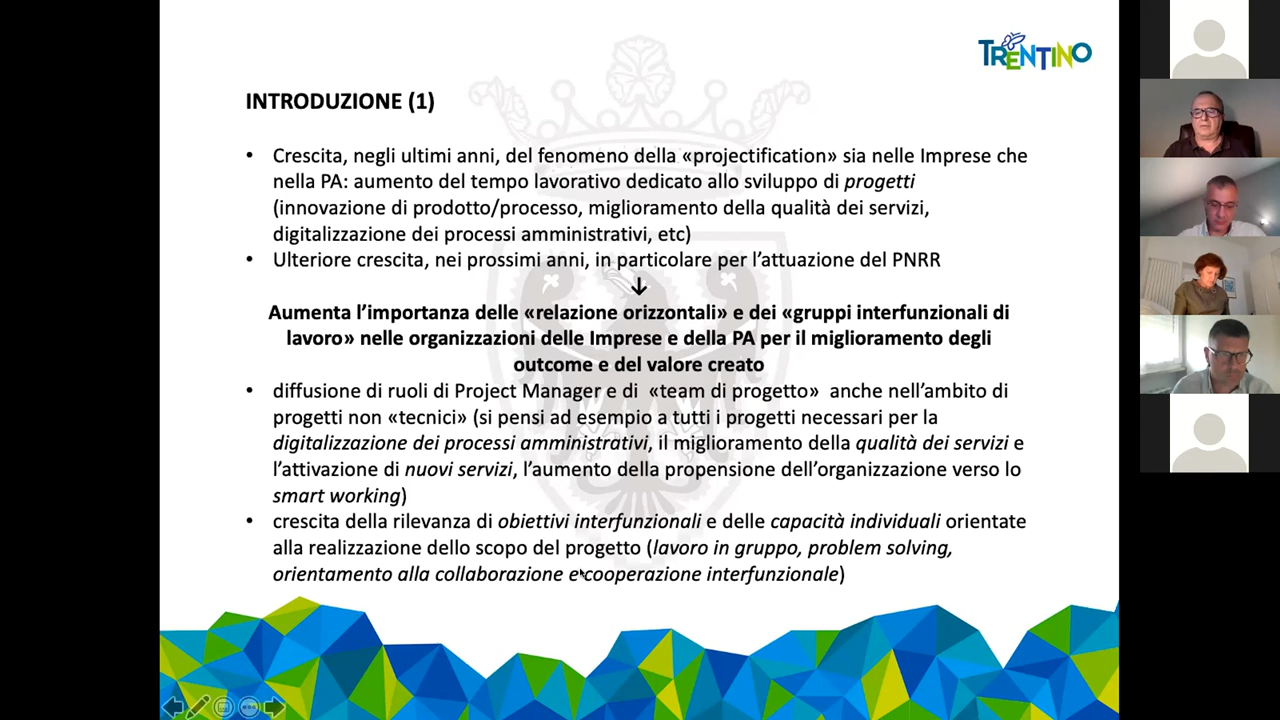 TRENTINO
INTRODUZIONE (1)
• Crescita, negli ultimi anni, del fenomeno della «projectification» sia nelle Imprese che
nella PA: aumento del tempo lavorativo dedicato allo sviluppo di progetti
(innovazione di prodotto/processo, miglioramento della qualità dei servizi,
digitalizzazione dei processi amministrativi, etc)
• Ulteriore crescita, nei prossimi anni, in particolare per l’attuazione del PNRR
↓
Aumenta l’importanza delle «relazione orizzontali» e dei «gruppi interfunzionali di
lavoro» nelle organizzazioni delle Imprese e della PA per il miglioramento degli
outcome e del valore creato
• diffusione di ruoli di Project Manager e di «team di progetto» anche nell’ambito di
progetti non «tecnici» (si pensi ad esempio a tutti i progetti necessari per la
digitalizzazione dei processi amministrativi, il miglioramento della qualità dei servizi e
l’attivazione di nuovi servizi, l’aumento della propensione dell’organizzazione verso lo
smart working)
• crescita della rilevanza di obiettivi interfunzionali e delle capacità individuali orientate
alla realizzazione dello scopo del progetto (lavoro in gruppo, problem solving,
orientamento alla collaborazione e cooperazione interfunzionale)